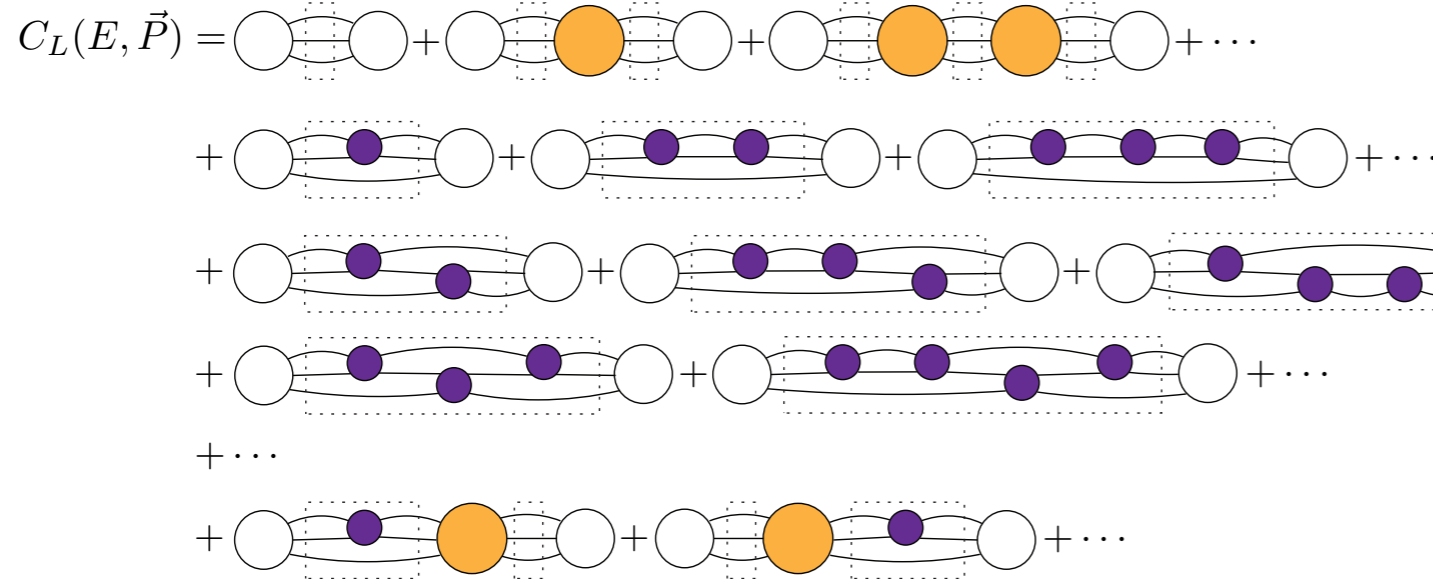 C_L(E, \vec{P}) = + + + ⋯
+ + + + ⋯
+ + +
+ + + ⋯
+ ⋯
+ + + ⋯